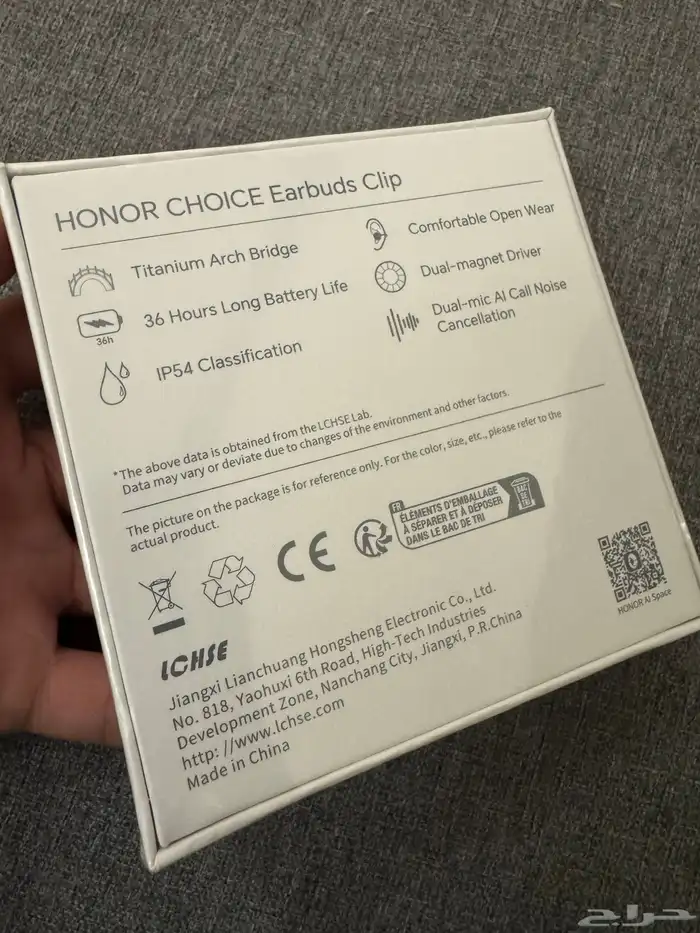 HONOR CHOICE Earbuds Clip
Titanium Arch Bridge
Comfortable Open Wear
36h
36 Hours Long Battery Life
Dual-magnet Driver
IP54 Classification
Dual-mic AI Call Noise
Cancellation
*The above data is obtained from the LCHSE Lab.
Data may vary or deviate due to changes of the environment and other factors.
The picture on the package is for reference only. For the color, size, etc., please refer to the
actual product.
CE
FR
ÉLÉMENTS D'EMBALLAGE
À SÉPARER ET À DÉPOSER
DANS LE BAC DE TRI
BAC
DE
TRI
HONOR AI Space
LCHSE
Jiangxi Lianchuang Hongsheng Electronic Co., Ltd.
No. 818, Yaohuxi 6th Road, High-Tech Industries
Development Zone, Nanchang City, Jiangxi, P.R.China
http: //www.lchse.com
Made in China
حراج